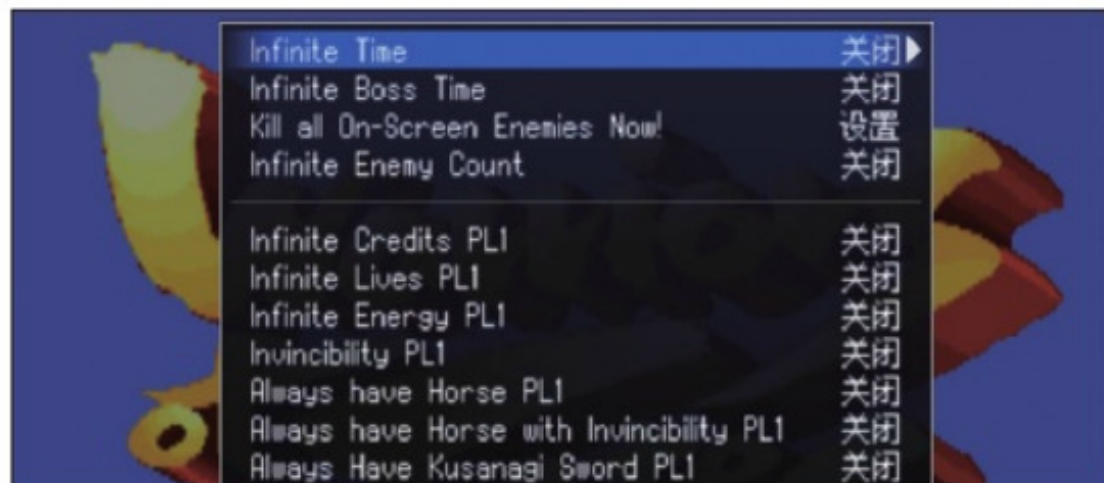 Infinite Time 关闭
Infinite Boss Time 关闭
Kill all On-Screen Enemies Now! 设置
Infinite Enemy Count 关闭
Infinite Credits PL1 关闭
Infinite Lives PL1 关闭
Infinite Energy PL1 关闭
Invincibility PL1 关闭
Always have Horse PL1 关闭
Always have Horse with Invincibility PL1 关闭
Always Have Kusanagi Sword PL1 关闭